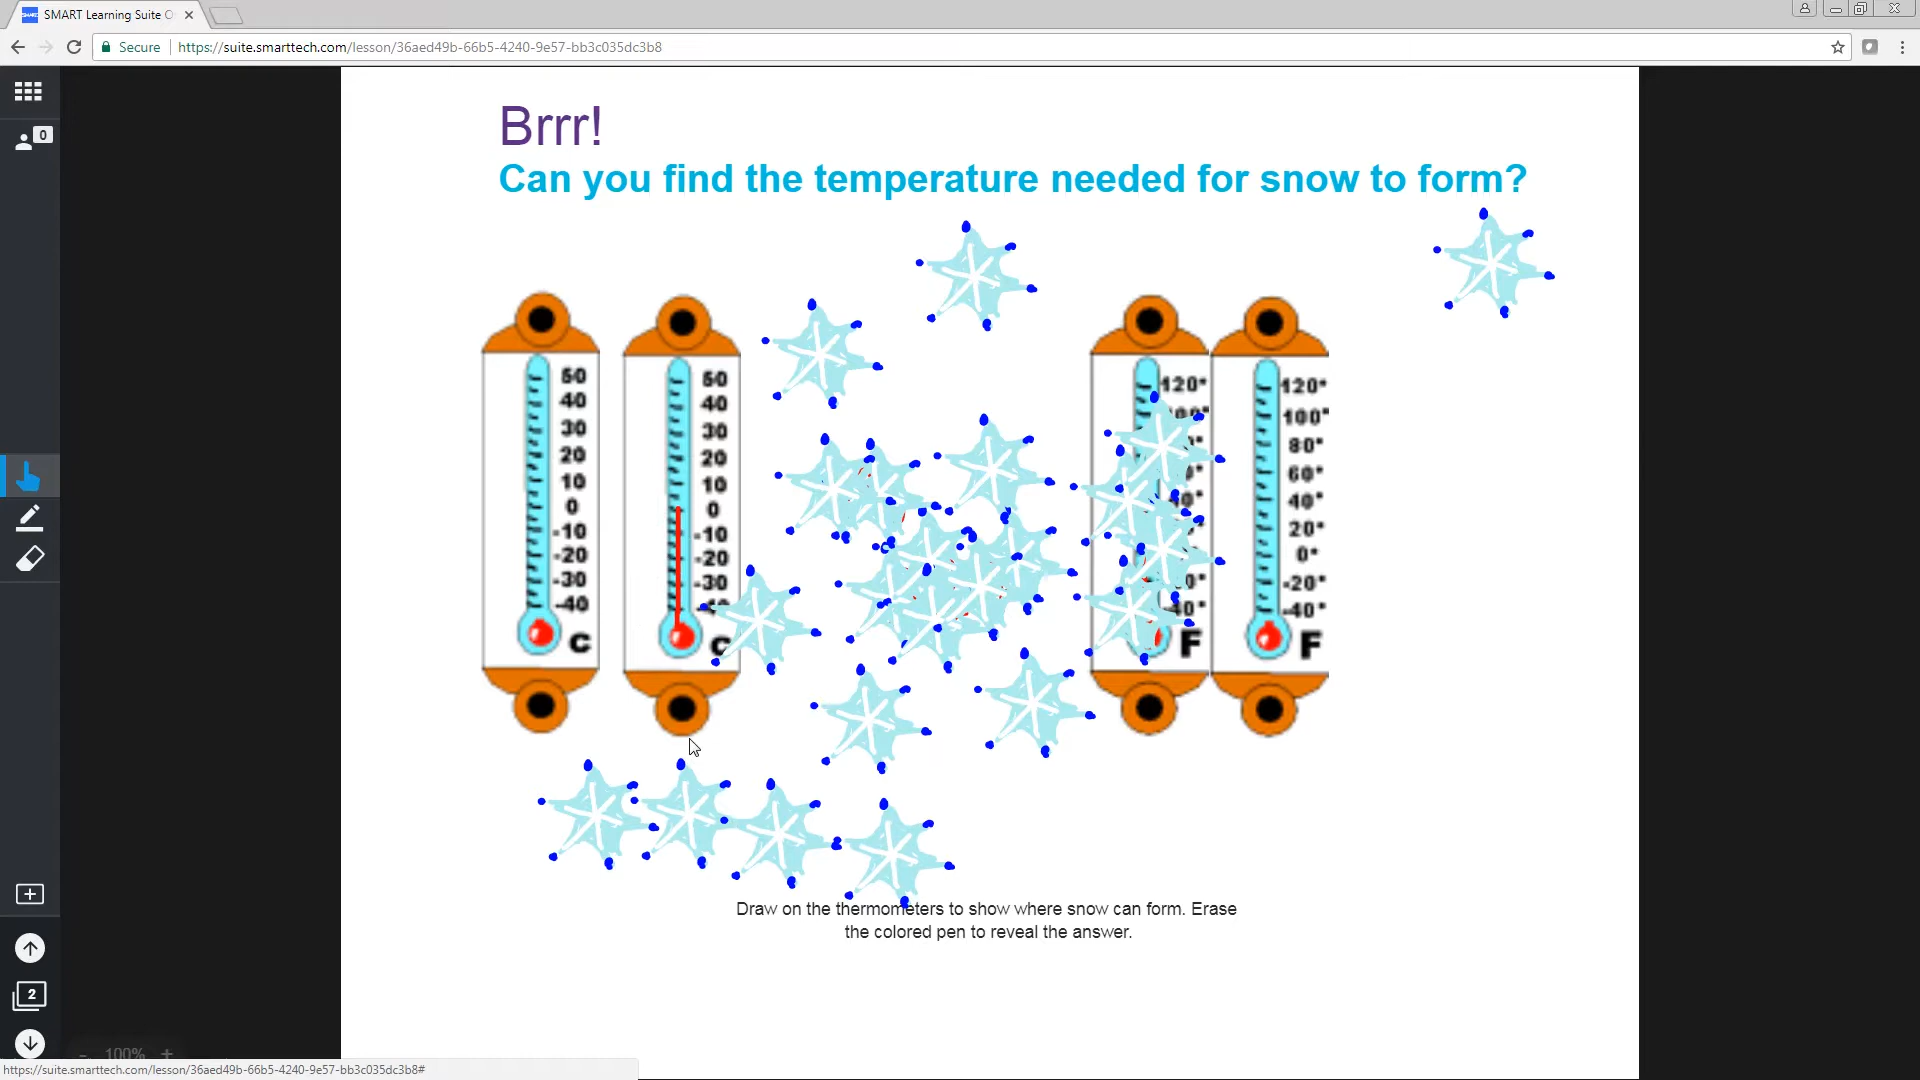 SMART Learning Suite O
Secure
https://suite.smarttech.com/lesson/36aed49b-66b5-4240-9e57-bb3c035dc3b8
0
Brrr!
Can you find the temperature needed for snow to form?
50
40
30
20
10
0
-10
-20
-30
-40
C
50
40
30
20
10
0
-10
-20
-30
C
120°
F
120°
100°
80°
60°
40°
20°
0°
-20°
-40°
F
Draw on the thermometers to show where snow can form. Erase
the colored pen to reveal the answer.
2
- 100% +
https://suite.smarttech.com/lesson/36aed49b-66b5-4240-9e57-bb3c035dc3b8#